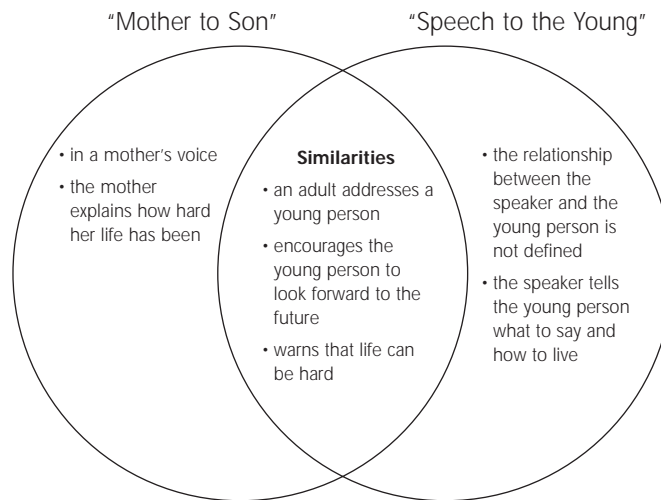 "Mother to Son"
"Speech to the Young"
• in a mother's voice
• the mother
explains how hard
her life has been
Similarities
• an adult addresses a
young person
• encourages the
young person to
look forward to the
future
• warns that life can
be hard
• the relationship
between the
speaker and the
young person is
not defined
• the speaker tells
the young person
what to say and
how to live